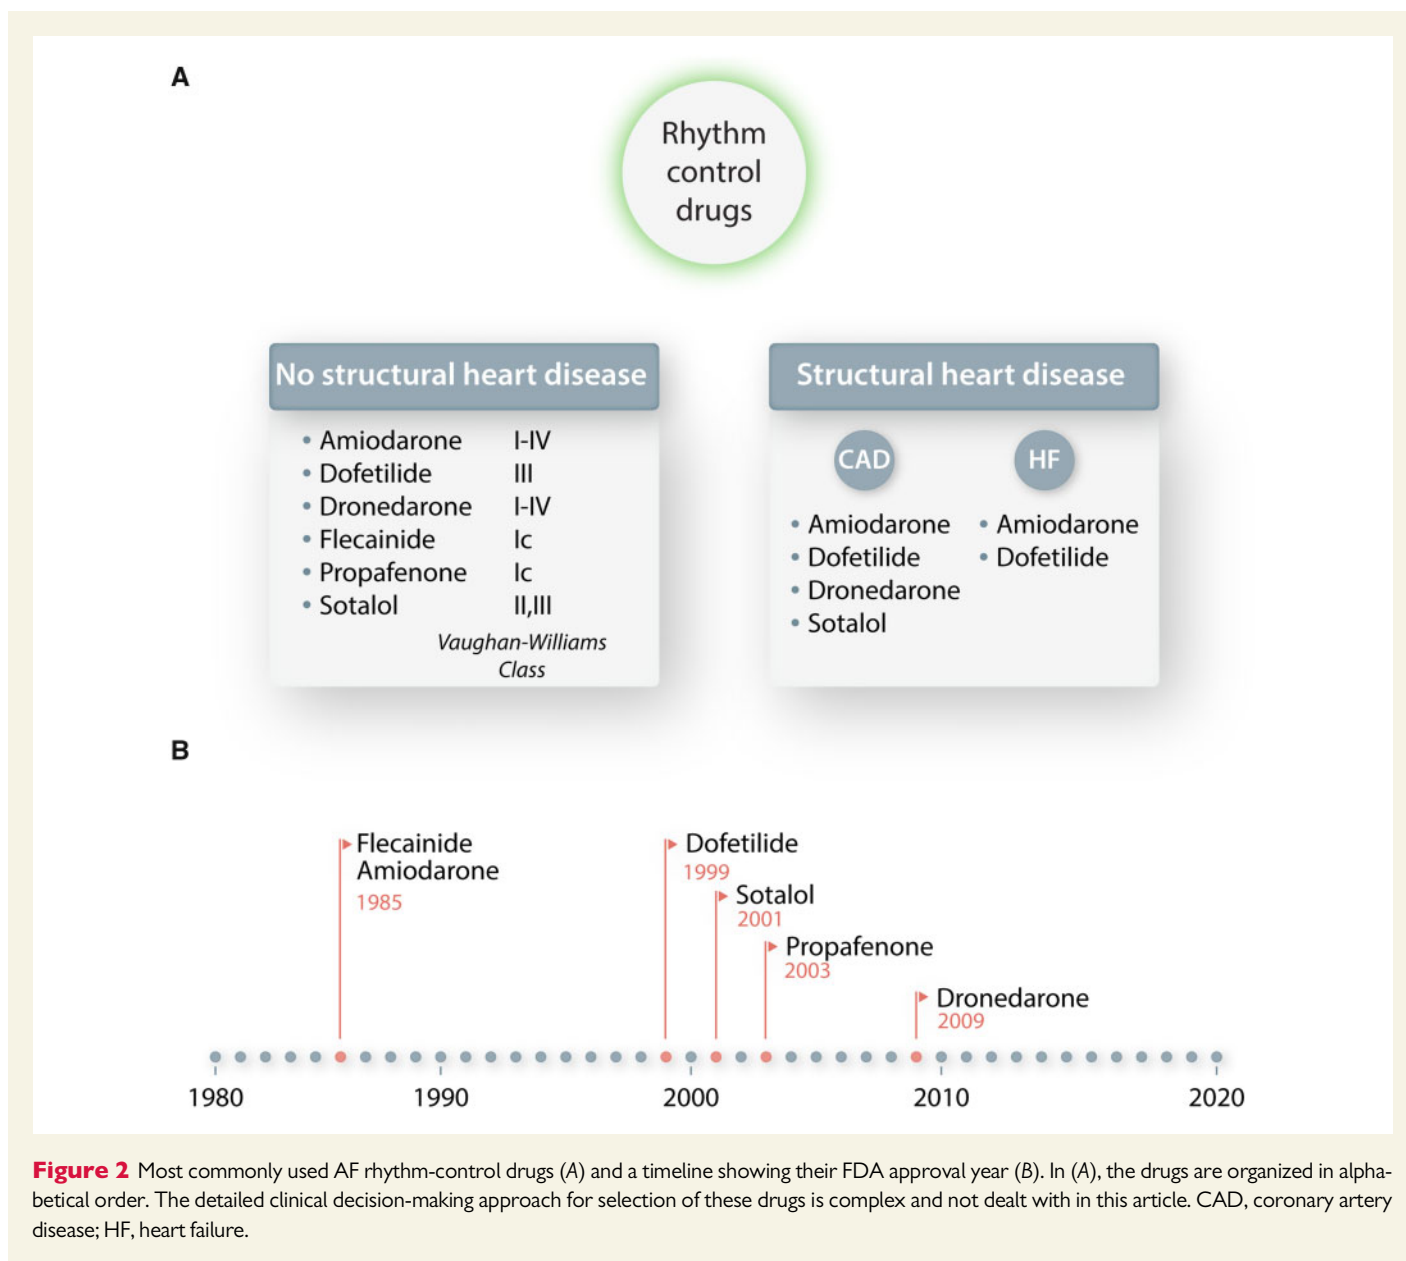 A
Rhythm
control
drugs
No structural heart disease
• Amiodarone I-IV
• Dofetilide III
• Dronedarone I-IV
• Flecainide Ic
• Propafenone Ic
• Sotalol II,III
Vaughan-Williams
Class
Structural heart disease
CAD
• Amiodarone
• Dofetilide
• Dronedarone
• Sotalol
HF
• Amiodarone
• Dofetilide
B
Flecainide
Amiodarone
1985
Dofetilide
1999
Sotalol
2001
Propafenone
2003
Dronedarone
2009
1980 1990 2000 2010 2020
Figure 2 Most commonly used AF rhythm-control drugs (A) and a timeline showing their FDA approval year (B). In (A), the drugs are organized in alpha-
betical order. The detailed clinical decision-making approach for selection of these drugs is complex and not dealt with in this article. CAD, coronary artery
disease; HF, heart failure.